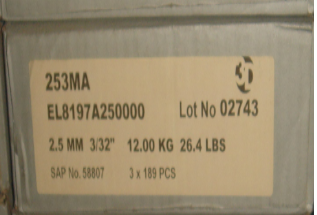 253MA
EL8197A250000 Lot No 02743
2.5 MM 3/32" 12.00 KG 26.4 LBS
SAP No. 58807 3 x 189 PCS